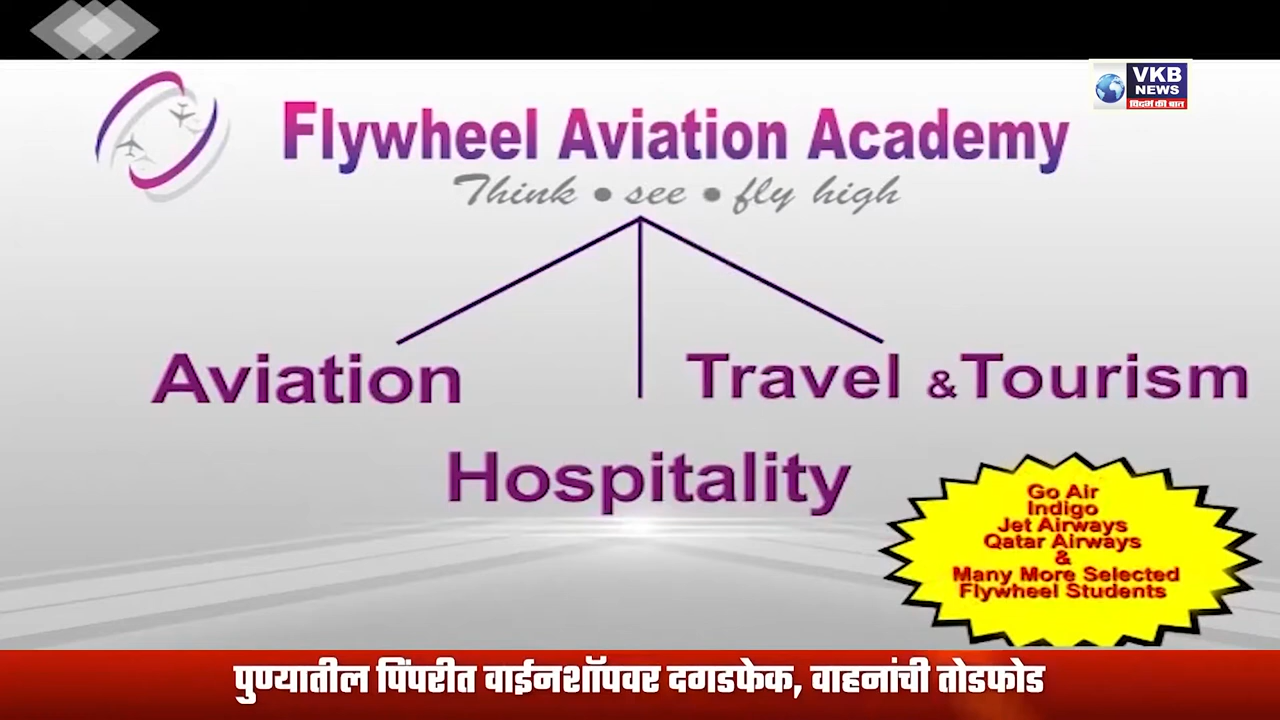 VKB
NEWS
विदर्भ की बात
Flywheel Aviation Academy
Think • see • fly high
Aviation
Travel & Tourism
Hospitality
Go Air
Indigo
Jet Airways
Qatar Airways
&
Many More Selected
Flywheel Students
पुण्यातील पिंपरीत वाईनशॉपवर दगडफेक, वाहनांची तोडफोड